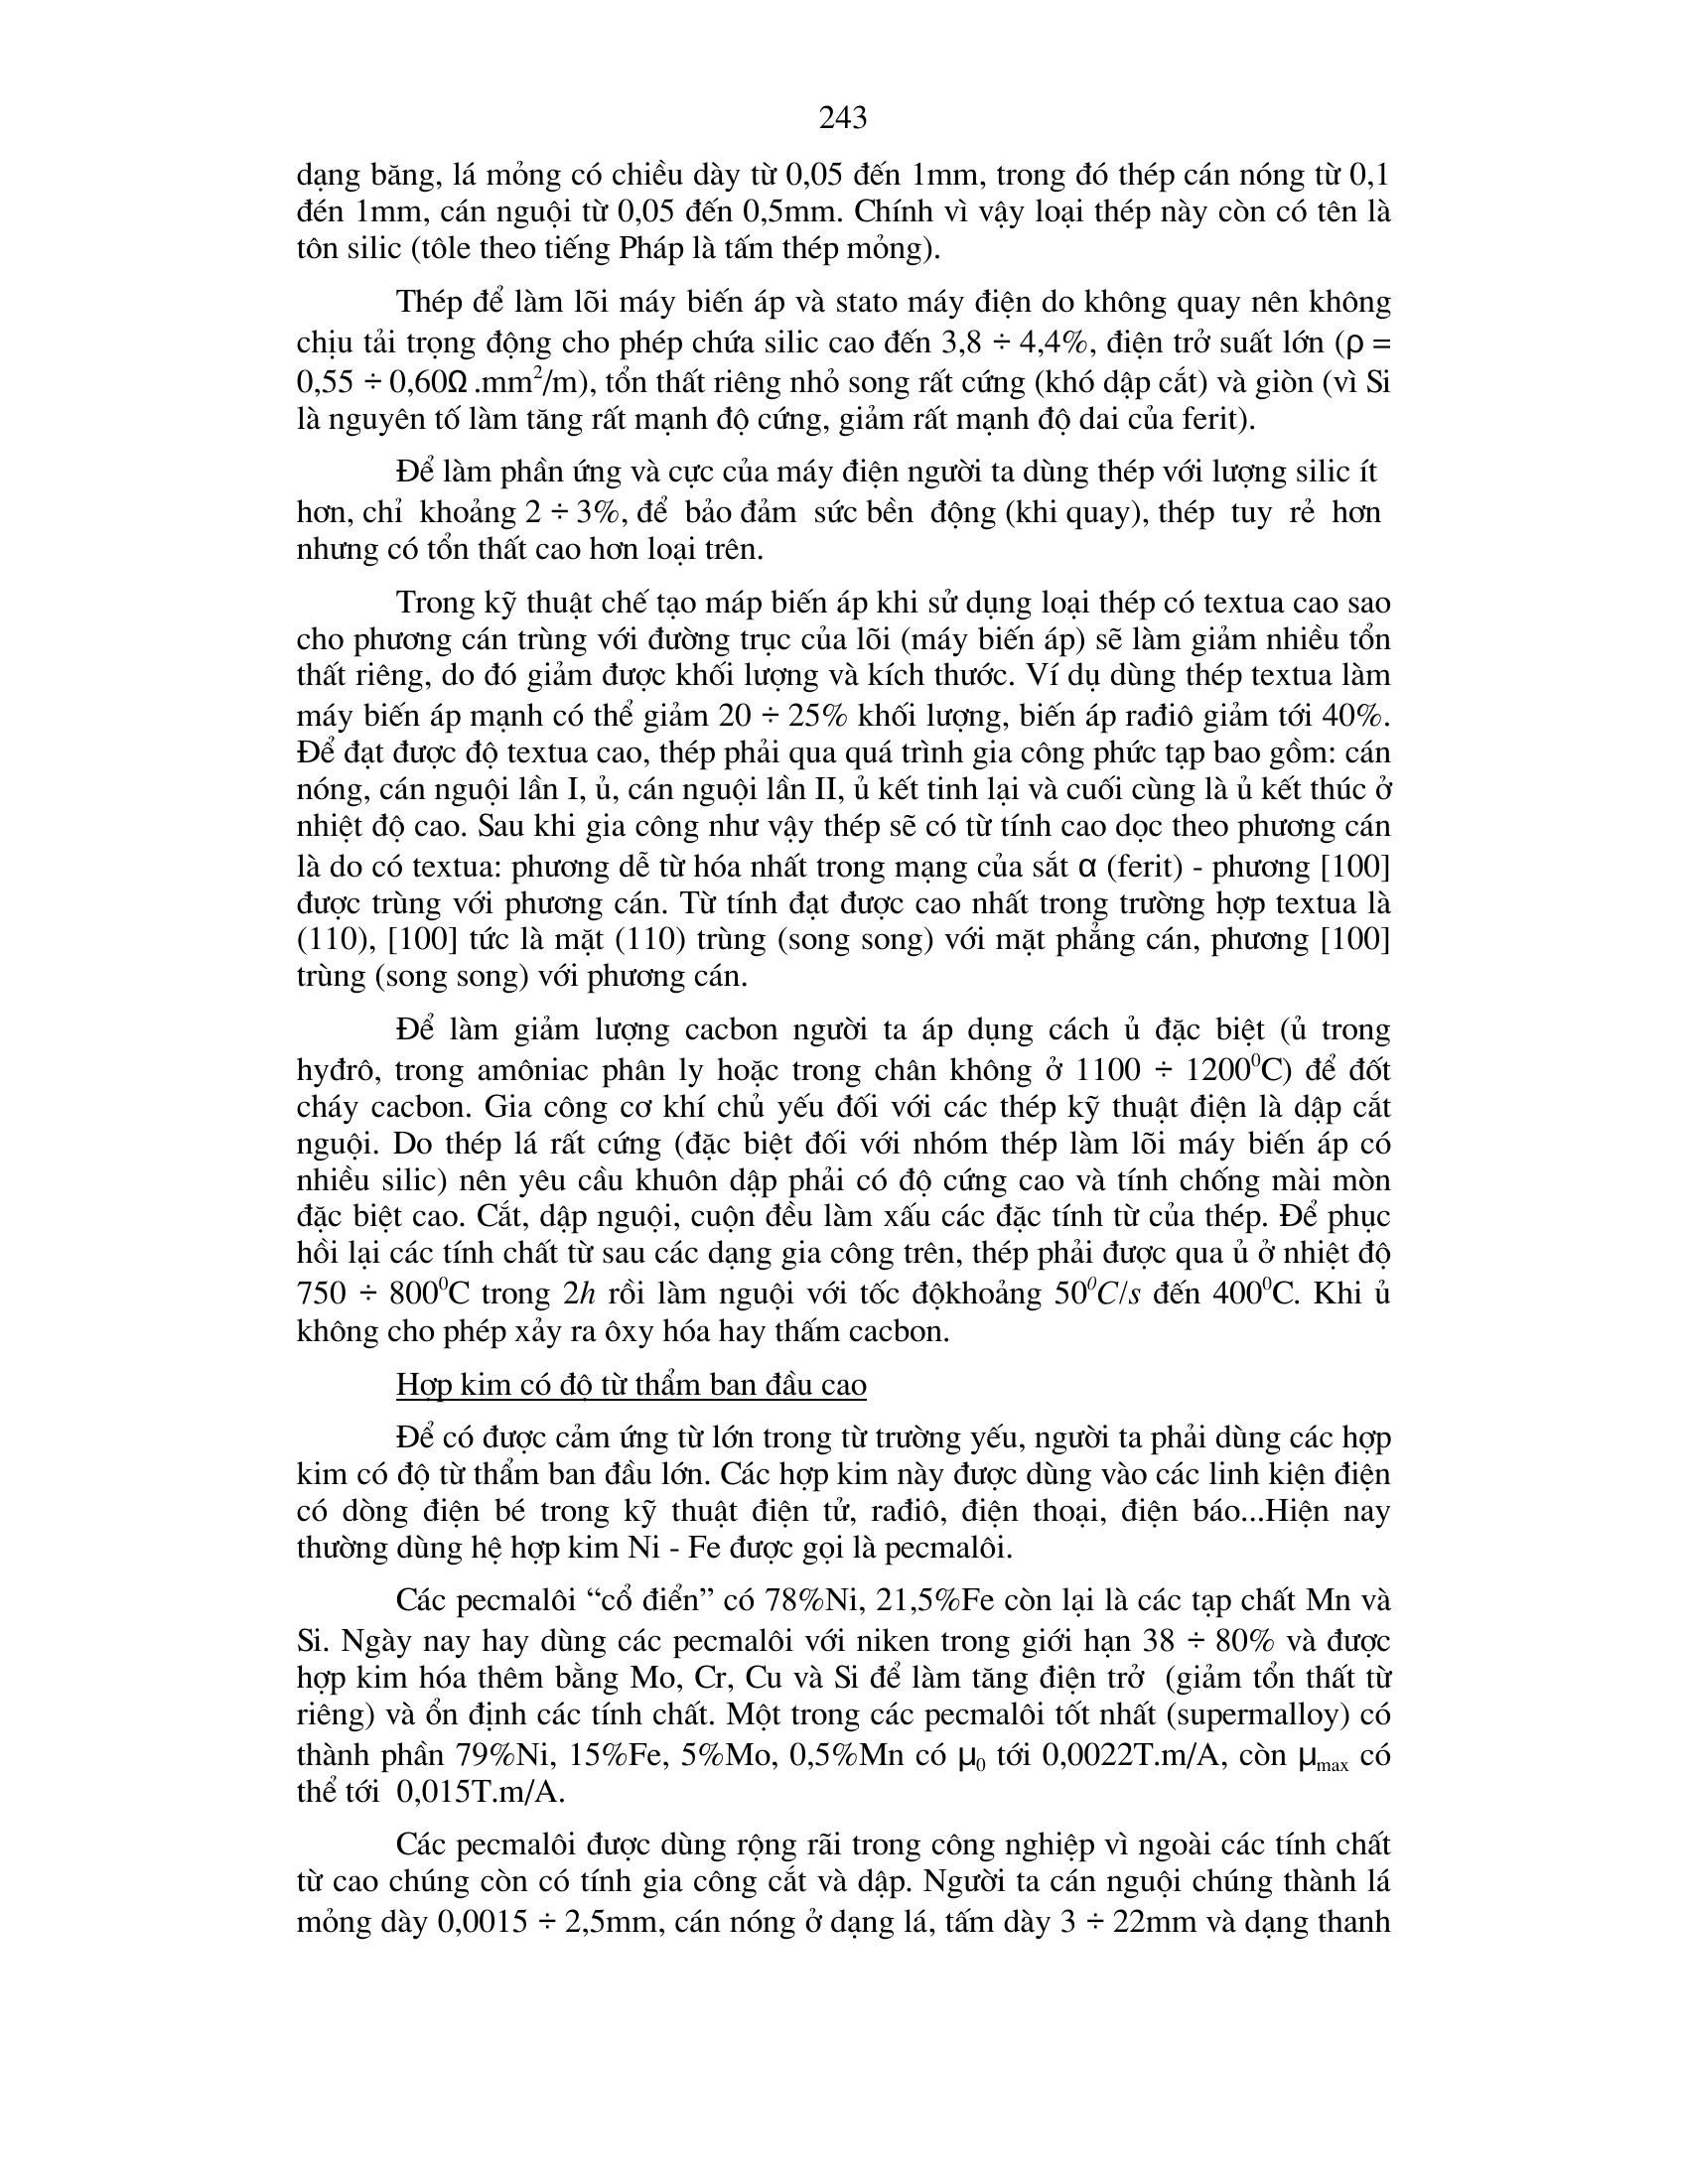 243
dạng băng, lá mỏng có chiều dày từ 0,05 đến 1mm, trong đó thép cán nóng từ 0,1
đén 1mm, cán nguội từ 0,05 đến 0,5mm. Chính vì vậy loại thép này còn có tên là
tôn silic (tôle theo tiếng Pháp là tấm thép mỏng).
Thép để làm lõi máy biến áp và stato máy điện do không quay nên không
chịu tải trọng động cho phép chứa silic cao đến 3,8 ÷ 4,4%, điện trở suất lớn (ρ =
0,55 ÷ 0,60Ω .mm²/m), tổn thất riêng nhỏ song rất cứng (khó dập cắt) và giòn (vì Si
là nguyên tố làm tăng rất mạnh độ cứng, giảm rất mạnh độ dai của ferit).
Để làm phần ứng và cực của máy điện người ta dùng thép với lượng silic ít
hơn, chỉ khoảng 2 ÷ 3%, để bảo đảm sức bền động (khi quay), thép tuy rẻ hơn
nhưng có tổn thất cao hơn loại trên.
Trong kỹ thuật chế tạo máp biến áp khi sử dụng loại thép có textua cao sao
cho phương cán trùng với đường trục của lõi (máy biến áp) sẽ làm giảm nhiều tổn
thất riêng, do đó giảm được khối lượng và kích thước. Ví dụ dùng thép textua làm
máy biến áp mạnh có thể giảm 20 ÷ 25% khối lượng, biến áp rađiô giảm tới 40%.
Để đạt được độ textua cao, thép phải qua quá trình gia công phức tạp bao gồm: cán
nóng, cán nguội lần I, ủ, cán nguội lần II, ủ kết tinh lại và cuối cùng là ủ kết thúc ở
nhiệt độ cao. Sau khi gia công như vậy thép sẽ có từ tính cao dọc theo phương cán
là do có textua: phương dễ từ hóa nhất trong mạng của sắt α (ferit) - phương [100]
được trùng với phương cán. Từ tính đạt được cao nhất trong trường hợp textua là
(110), [100] tức là mặt (110) trùng (song song) với mặt phẳng cán, phương [100]
trùng (song song) với phương cán.
Để làm giảm lượng cacbon người ta áp dụng cách ủ đặc biệt (ủ trong
hyđrô, trong amôniac phân ly hoặc trong chân không ở 1100 ÷ 1200⁰C) để đốt
cháy cacbon. Gia công cơ khí chủ yếu đối với các thép kỹ thuật điện là dập cắt
nguội. Do thép lá rất cứng (đặc biệt đối với nhóm thép làm lõi máy biến áp có
nhiều silic) nên yêu cầu khuôn dập phải có độ cứng cao và tính chống mài mòn
đặc biệt cao. Cắt, dập nguội, cuộn đều làm xấu các đặc tính từ của thép. Để phục
hồi lại các tính chất từ sau các dạng gia công trên, thép phải được qua ủ ở nhiệt độ
750 ÷ 800⁰C trong 2h rồi làm nguội với tốc độkhoảng 50⁰C/s đến 400⁰C. Khi ủ
không cho phép xảy ra ôxy hóa hay thấm cacbon.
Hợp kim có độ từ thẩm ban đầu cao
Để có được cảm ứng từ lớn trong từ trường yếu, người ta phải dùng các hợp
kim có độ từ thẩm ban đầu lớn. Các hợp kim này được dùng vào các linh kiện điện
có dòng điện bé trong kỹ thuật điện tử, rađiô, điện thoại, điện báo...Hiện nay
thường dùng hệ hợp kim Ni - Fe được gọi là pecmalôi.
Các pecmalôi “cổ điển” có 78%Ni, 21,5%Fe còn lại là các tạp chất Mn và
Si. Ngày nay hay dùng các pecmalôi với niken trong giới hạn 38 ÷ 80% và được
hợp kim hóa thêm bằng Mo, Cr, Cu và Si để làm tăng điện trở (giảm tổn thất từ
riêng) và ổn định các tính chất. Một trong các pecmalôi tốt nhất (supermalloy) có
thành phần 79%Ni, 15%Fe, 5%Mo, 0,5%Mn có μ₀ tới 0,0022T.m/A, còn μmax có
thể tới 0,015T.m/A.
Các pecmalôi được dùng rộng rãi trong công nghiệp vì ngoài các tính chất
từ cao chúng còn có tính gia công cắt và dập. Người ta cán nguội chúng thành lá
mỏng dày 0,0015 ÷ 2,5mm, cán nóng ở dạng lá, tấm dày 3 ÷ 22mm và dạng thanh